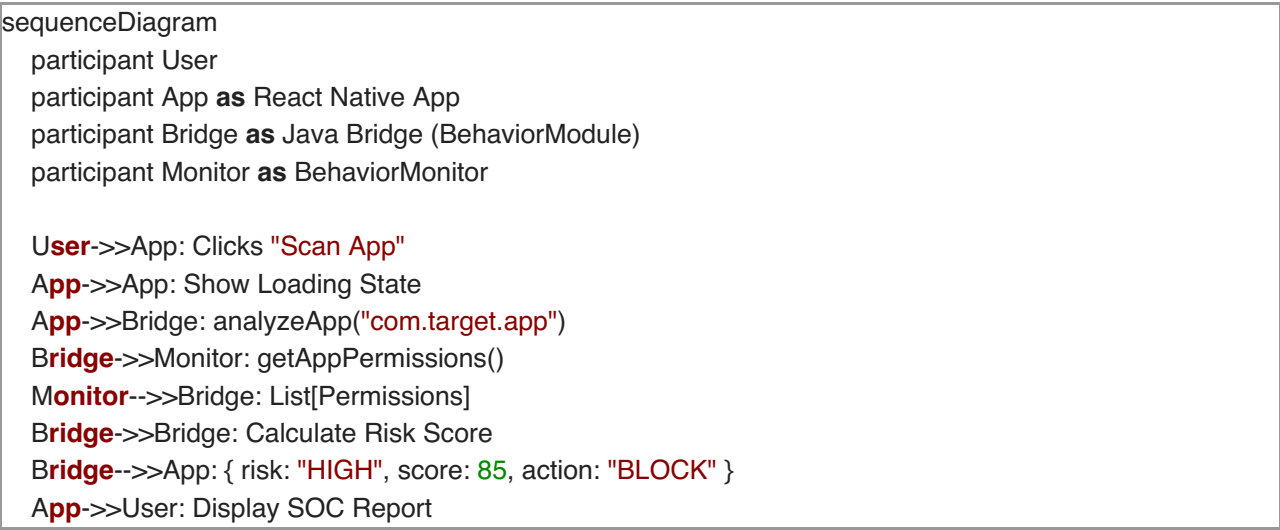 sequenceDiagram
participant User
participant App as React Native App
participant Bridge as Java Bridge (BehaviorModule)
participant Monitor as BehaviorMonitor
User->>App: Clicks "Scan App"
App->>App: Show Loading State
App->>Bridge: analyzeApp("com.target.app")
Bridge->>Monitor: getAppPermissions()
Monitor-->>Bridge: List[Permissions]
Bridge->>Bridge: Calculate Risk Score
Bridge-->>App: { risk: "HIGH", score: 85, action: "BLOCK" }
App->>User: Display SOC Report